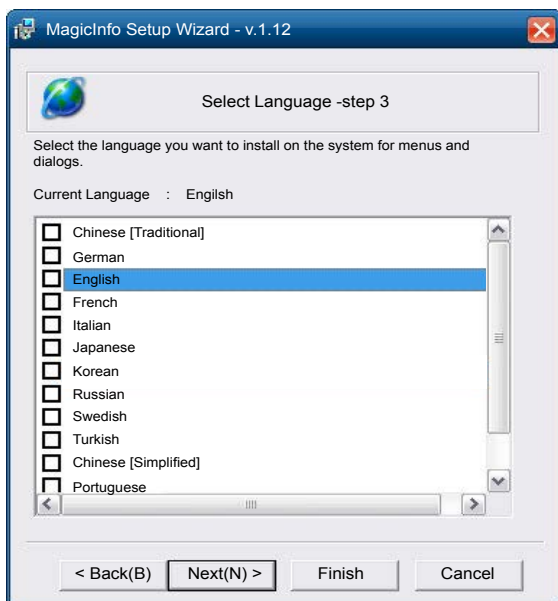 MagicInfo Setup Wizard - v.1.12
Select Language -step 3
Select the language you want to install on the system for menus and
dialogs.
Current Language : Engilsh
Chinese [Traditional]
German
English
French
Italian
Japanese
Korean
Russian
Swedish
Turkish
Chinese [Simplified]
Portuguese
< Back(B) Next(N) > Finish Cancel